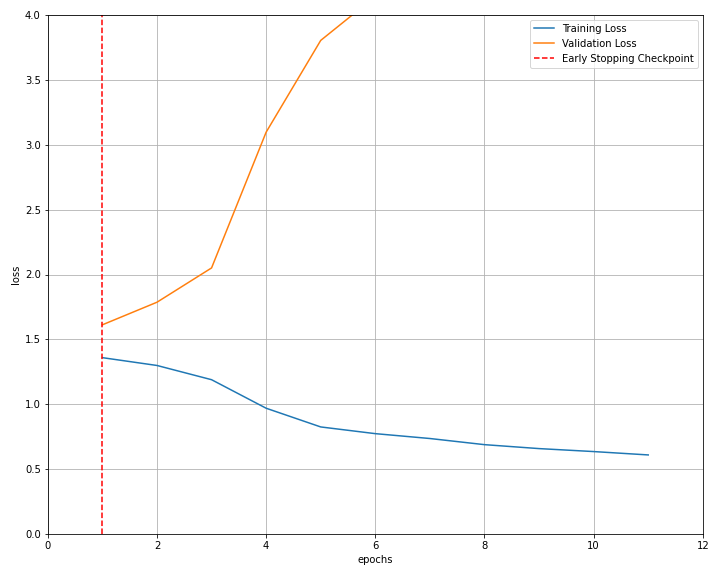 4.0
3.5
3.0
2.5
2.0
1.5
1.0
0.5
0.0
loss
Training Loss
Validation Loss
Early Stopping Checkpoint
0 2 4 6 8 10 12
epochs